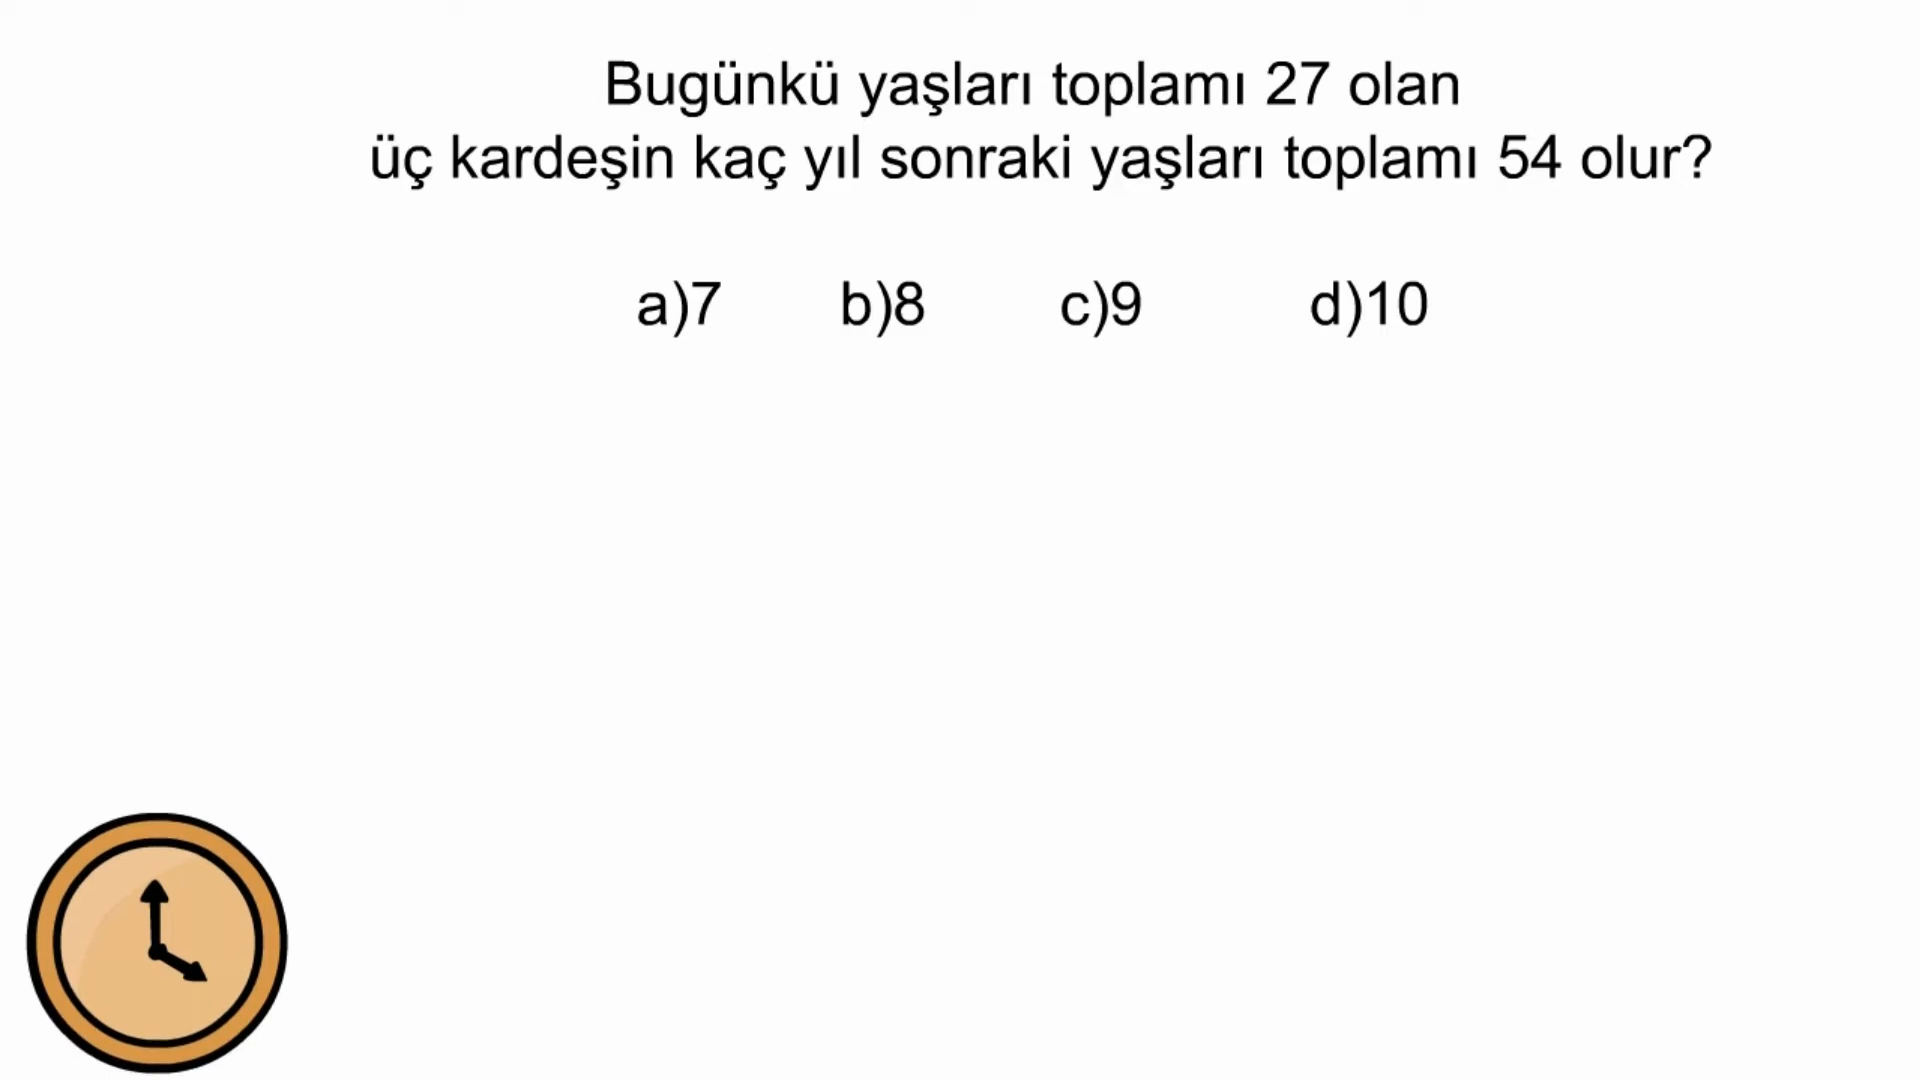 Bugünkü yaşları toplamı 27 olan
üç kardeşin kaç yıl sonraki yaşları toplamı 54 olur?
a)7 b)8 c)9 d)10